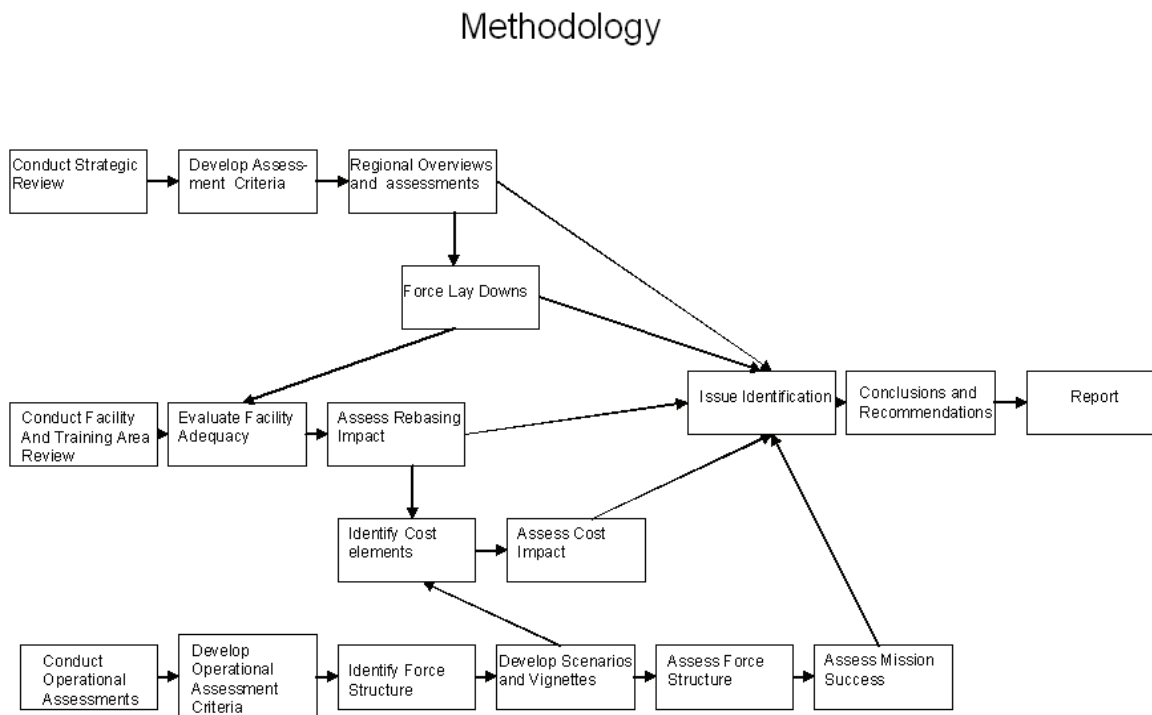 Methodology
Conduct Strategic
Review
Develop Assess-
ment Criteria
Regional Overviews
and assessments
Force Lay Downs
Conduct Facility
And Training Area
Review
Evaluate Facility
Adequacy
Assess Rebasing
Impact
Issue Identification
Conclusions and
Recommendations
Report
Identify Cost
elements
Assess Cost
Impact
Conduct
Operational
Assessments
Develop
Operational
Assessment
Criteria
Identify Force
Structure
Develop Scenarios
and Vignettes
Assess Force
Structure
Assess Mission
Success